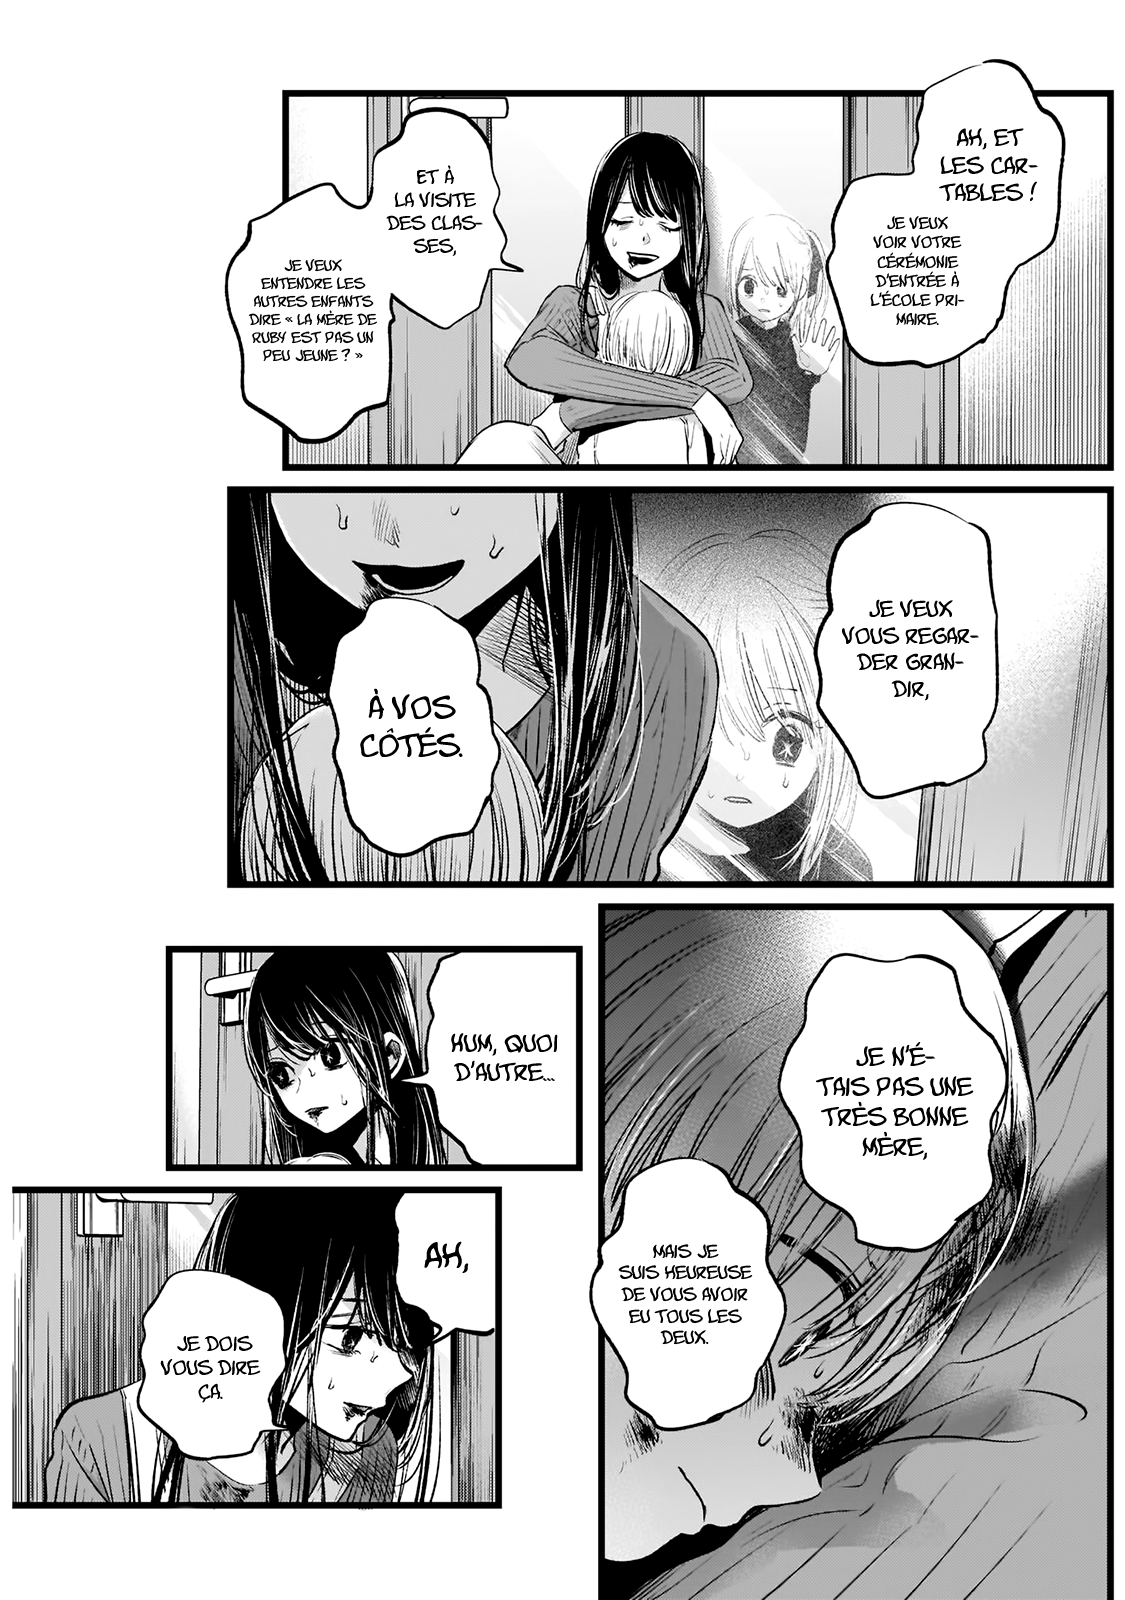 AH, ET
LES CAR-
TABLES !
JE VEUX
VOIR VOTRE
CÉRÉMONIE
D'ENTRÉE À
L'ÉCOLE PRI-
MAIRE.
ET À
LA VISITE
DES CLAS-
SES,
JE VEUX
ENTENDRE LES
AUTRES ENFANTS
DIRE « LA MÈRE DE
RUBY EST PAS UN
PEU JEUNE ? »
JE VEUX
VOUS REGAR-
DER GRAN-
DIR,
À VOS
CÔTÉS.
JE N'É-
TAIS PAS UNE
TRÈS BONNE
MÈRE,
MAIS JE
SUIS HEUREUSE
DE VOUS AVOIR
EU TOUS LES
DEUX.
HUM, QUOI
D'AUTRE...
AH,
JE DOIS
VOUS DIRE
ÇA.